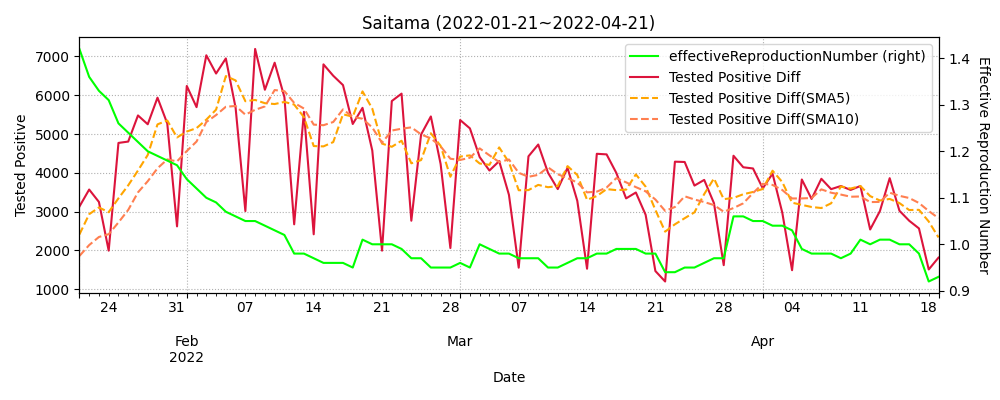 Saitama (2022-01-21~2022-04-21)
effectiveReproductionNumber (right)
Tested Positive Diff
Tested Positive Diff(SMA5)
Tested Positive Diff(SMA10)
Tested Positive
7000
6000
5000
4000
3000
2000
1000
Effective Reproduction Number
1.4
1.3
1.2
1.1
1.0
0.9
24 31 07 14 21 28 07 14 21 28 04 11 18
Feb Mar Apr
2022
Date